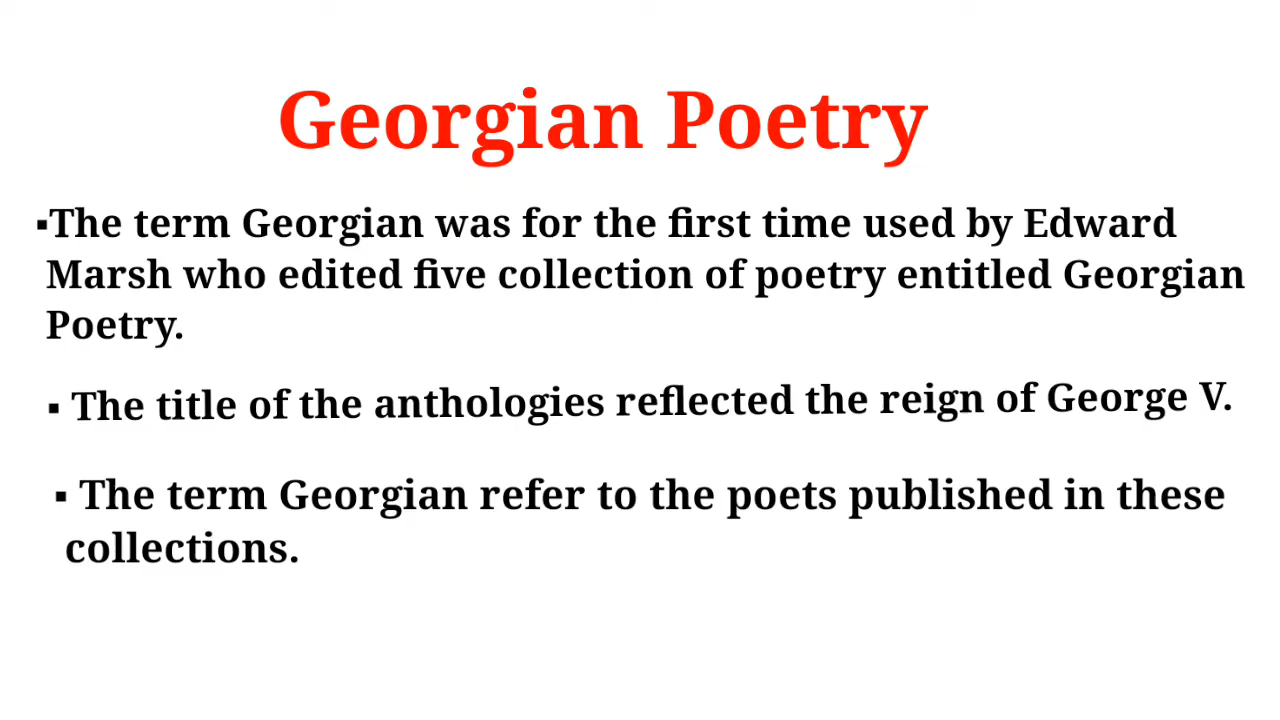 Georgian Poetry
▪The term Georgian was for the first time used by Edward
Marsh who edited five collection of poetry entitled Georgian
Poetry.
▪ The title of the anthologies reflected the reign of George V.
▪ The term Georgian refer to the poets published in these
collections.